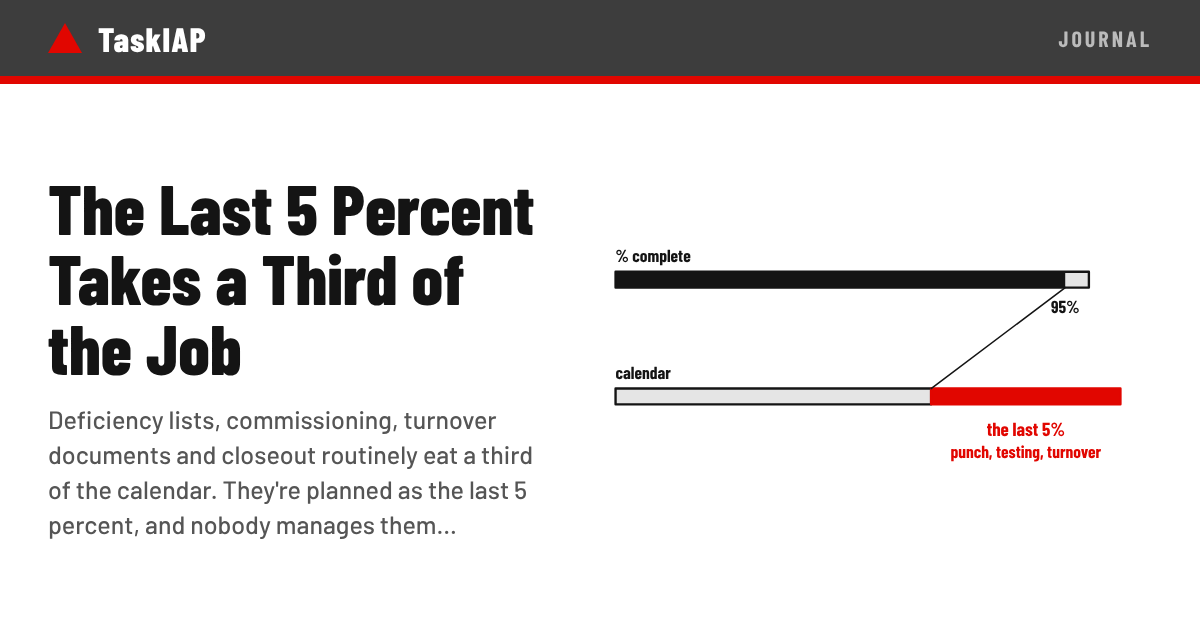 TaskIAP
JOURNAL
The Last 5 Percent
Takes a Third of
the Job
Deficiency lists, commissioning, turnover
documents and closeout routinely eat a third
of the calendar. They're planned as the last 5
percent, and nobody manages them...
% complete
95%
calendar
the last 5%
punch, testing, turnover